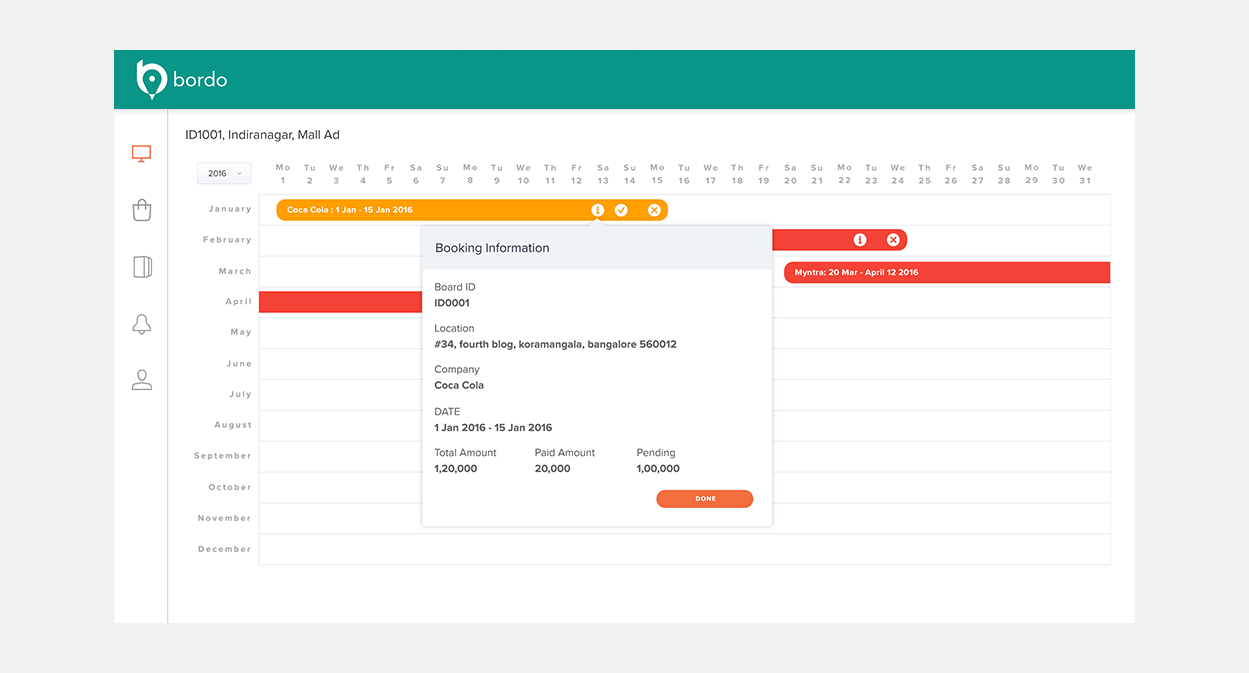 bordo
ID1001, Indiranagar, Mall Ad
2016
Mo Tu We Th Fr Sa Su Mo Tu We Th Fr Sa Su Mo Tu We Th Fr Sa Su Mo Tu We Th Fr Sa Su Mo Tu We
1 2 3 4 5 6 7 8 9 10 11 12 13 14 15 16 17 18 19 20 21 22 23 24 25 26 27 28 29 30 31
January
Coca Cola : 1 Jan - 15 Jan 2016
February
March
Myntra: 20 Mar - April 12 2016
April
May
June
July
August
September
October
November
December
Booking Information
Board ID
ID0001
Location
#34, fourth blog, koramangala, bangalore 560012
Company
Coca Cola
DATE
1 Jan 2016 - 15 Jan 2016
Total Amount Paid Amount Pending
1,20,000 20,000 1,00,000
DONE